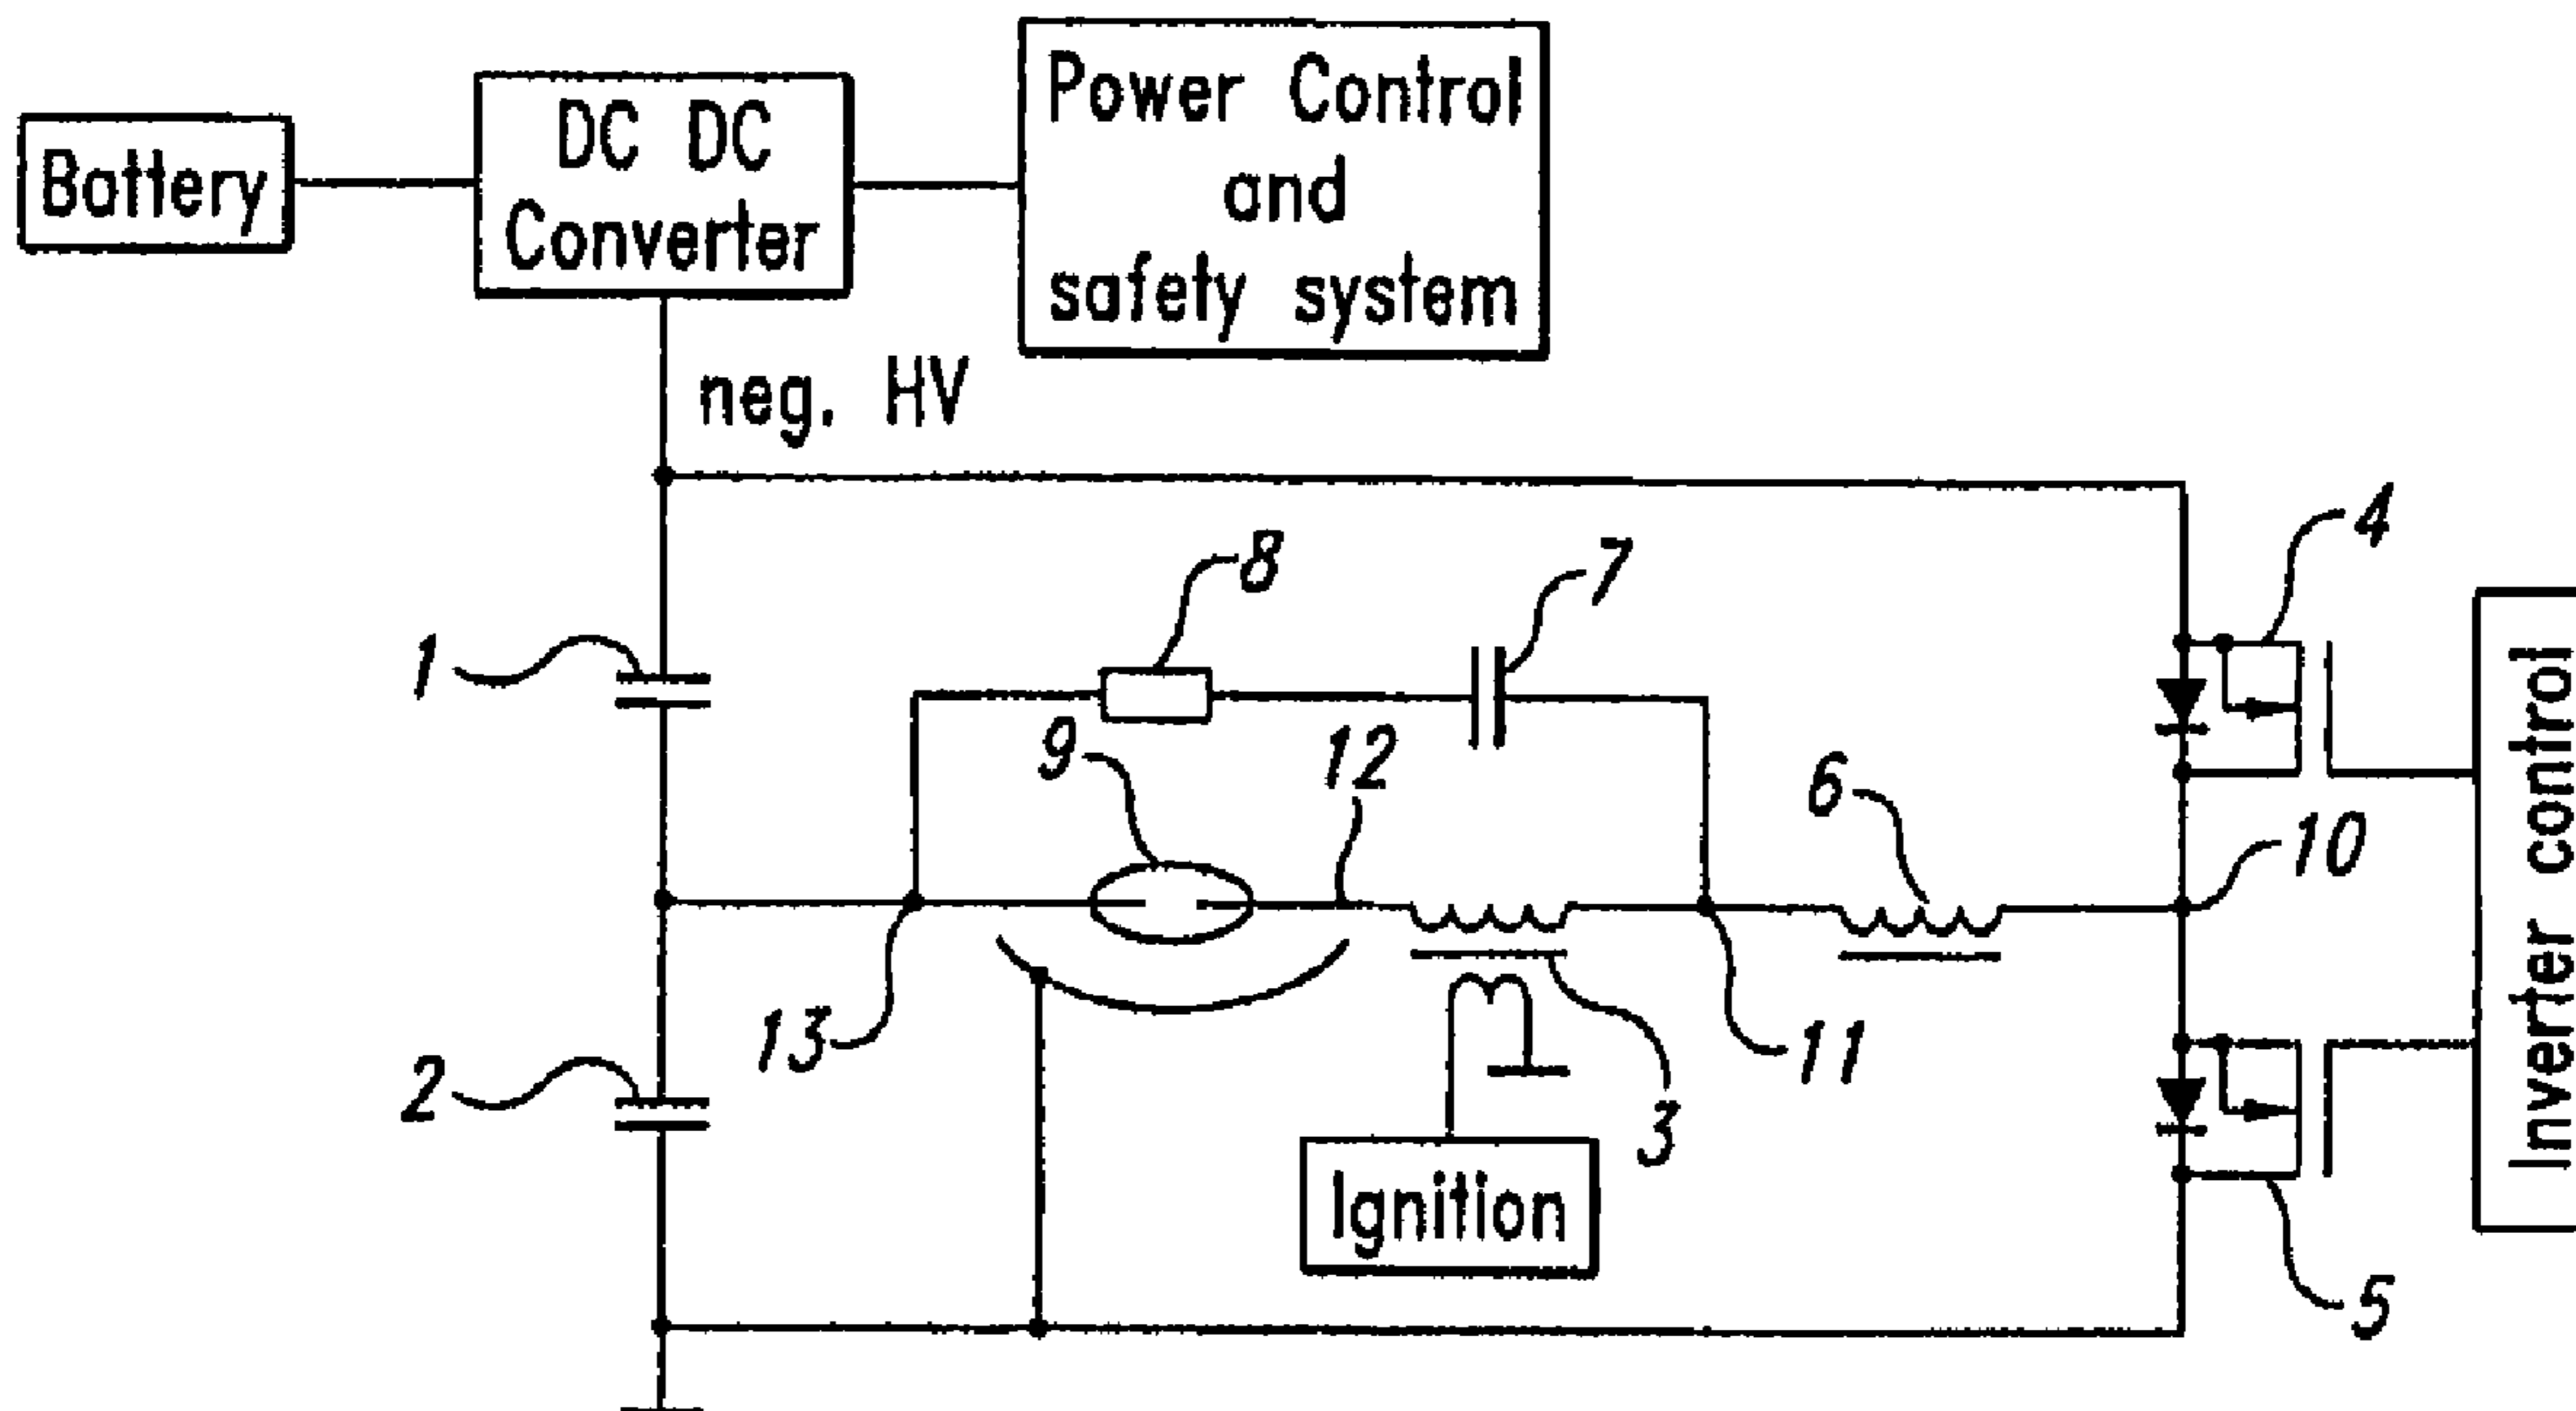 Battery
DC DC
Converter
Power Control
and
safety system
neg. HV
4
8
7
1
9
12
6
10
Inverter control
13
11
2
3
Ignition
5